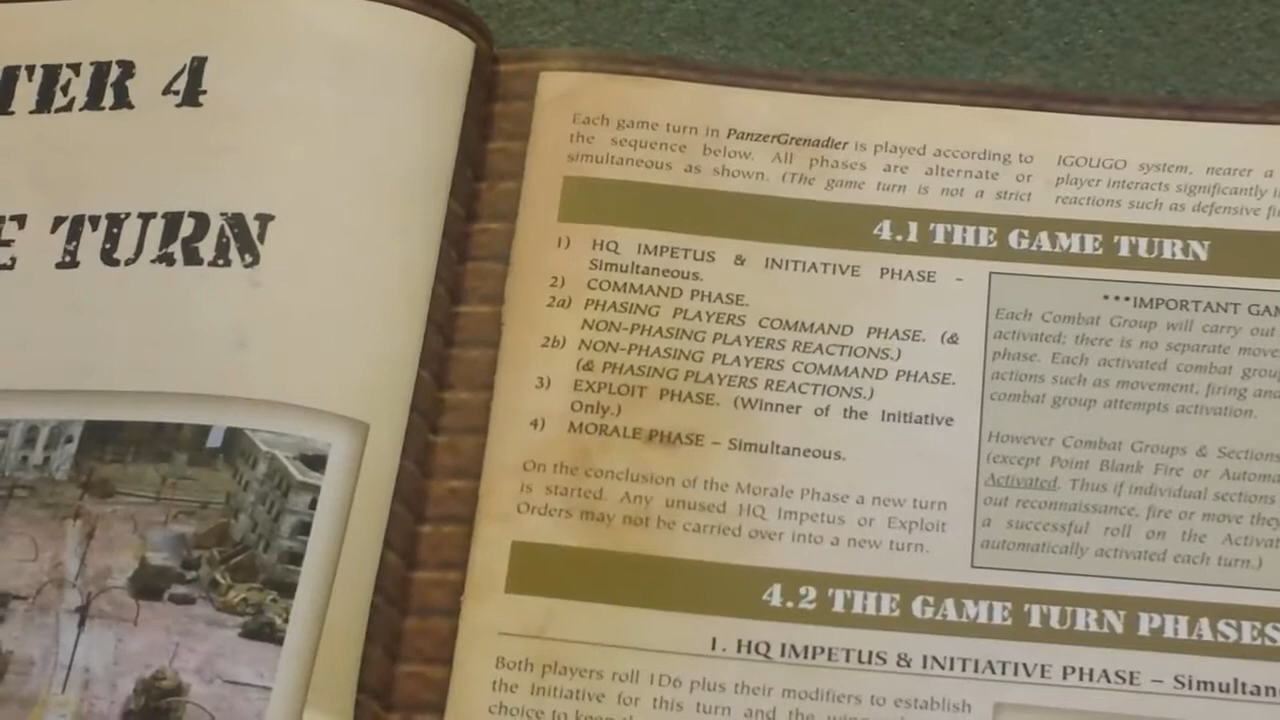 TER 4
E TURN
Each game turn in PanzerGrenadier is played according to
the sequence below. All phases are alternate or
simultaneous as shown. (The game turn is not a strict
IGOUGO system, nearer a
player interacts significantly
reactions such as defensive
4.1 THE GAME TURN
1) HQ IMPETUS & INITIATIVE PHASE –
Simultaneous.
2) COMMAND PHASE.
2a) PHASING PLAYERS COMMAND PHASE. (&
NON-PHASING PLAYERS REACTIONS.)
2b) NON-PHASING PLAYERS COMMAND PHASE.
(& PHASING PLAYERS REACTIONS.)
3) EXPLOIT PHASE. (Winner of the Initiative
Only.)
4) MORALE PHASE – Simultaneous.
On the conclusion of the Morale Phase a new turn
is started. Any unused HQ Impetus or Exploit
Orders may not be carried over into a new turn.
***IMPORTANT GA
Each Combat Group will carry out
activated; there is no separate move
phase. Each activated combat grou
actions such as movement, firing and
combat group attempts activation.
However Combat Groups & Sections
(except Point Blank Fire or Automa
Activated. Thus if individual sections
out reconnaissance, fire or move they
a successful roll on the Activat
automatically activated each turn.)
4.2 THE GAME TURN PHASES
1. HQ IMPETUS & INITIATIVE PHASE – Simultan
Both players roll 1D6 plus their modifiers to establish
the Initiative for this turn and the
choice to keep